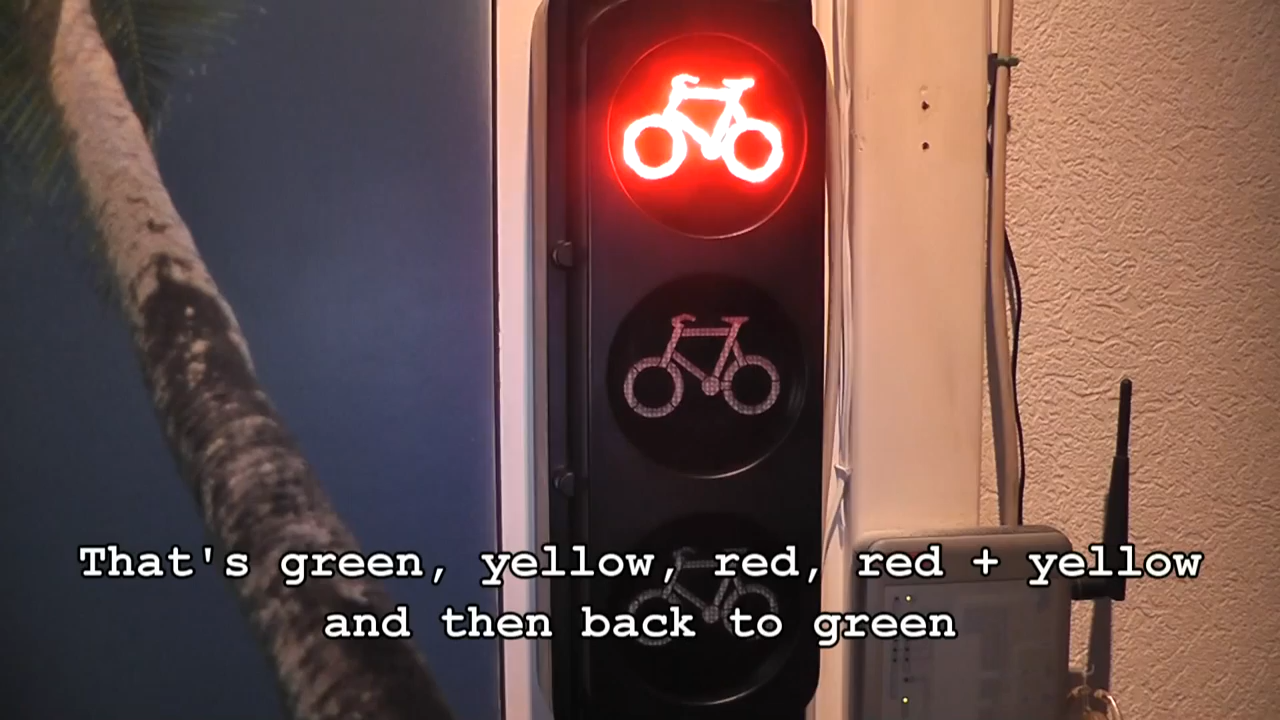 That's green, yellow, red, red + yellow
and then back to green